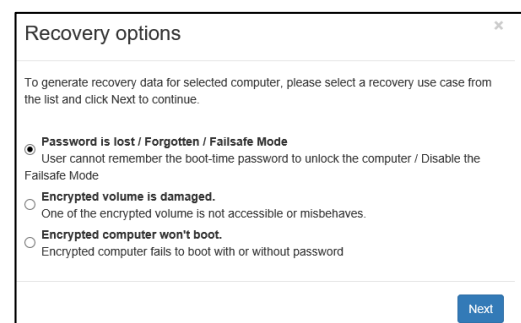 Recovery options
×
To generate recovery data for selected computer, please select a recovery use case from
the list and click Next to continue.
Password is lost / Forgotten / Failsafe Mode
User cannot remember the boot-time password to unlock the computer / Disable the
Failsafe Mode
Encrypted volume is damaged.
One of the encrypted volume is not accessible or misbehaves.
Encrypted computer won't boot.
Encrypted computer fails to boot with or without password
Next